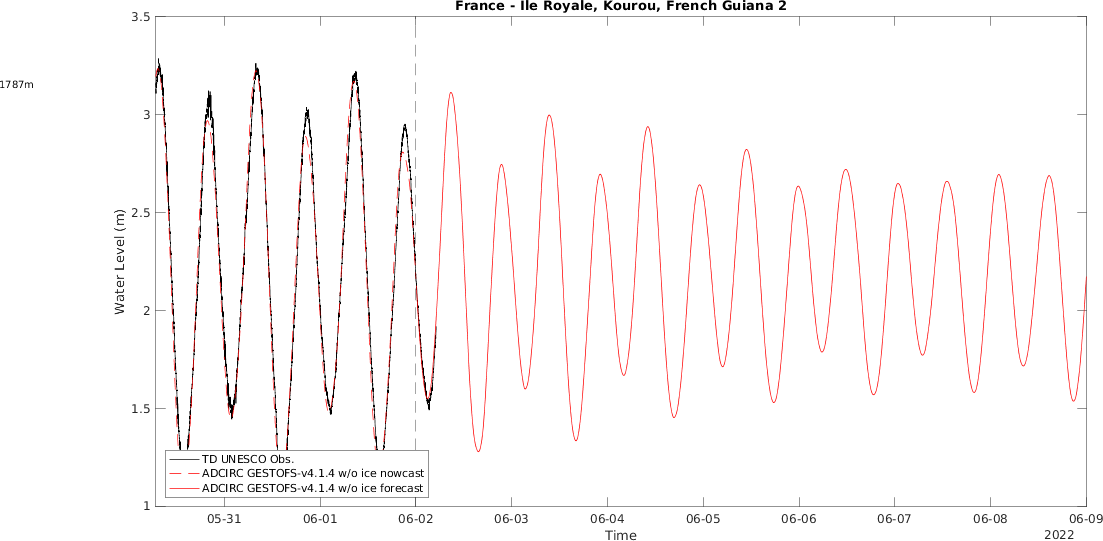 France - Ile Royale, Kourou, French Guiana 2
1787m
3.5
3
2.5
2
1.5
1
Water Level (m)
TD UNESCO Obs.
ADCIRC GESTOFS-v4.1.4 w/o ice nowcast
ADCIRC GESTOFS-v4.1.4 w/o ice forecast
05-31 06-01 06-02 06-03 06-04 06-05 06-06 06-07 06-08 06-09
Time
2022